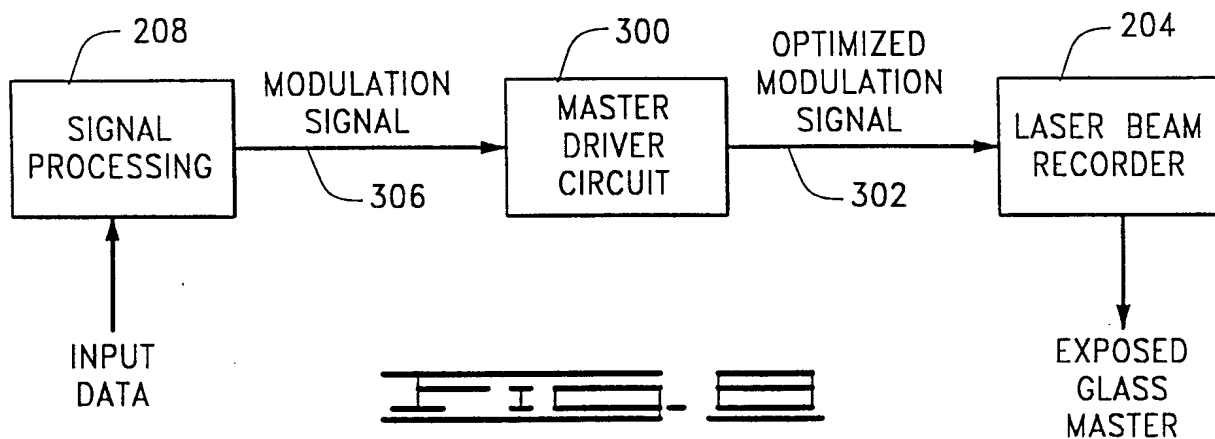 208
300
204
SIGNAL
PROCESSING
MODULATION
SIGNAL
306
MASTER
DRIVER
CIRCUIT
OPTIMIZED
MODULATION
SIGNAL
302
LASER BEAM
RECORDER
INPUT
DATA
EXPOSED
GLASS
MASTER